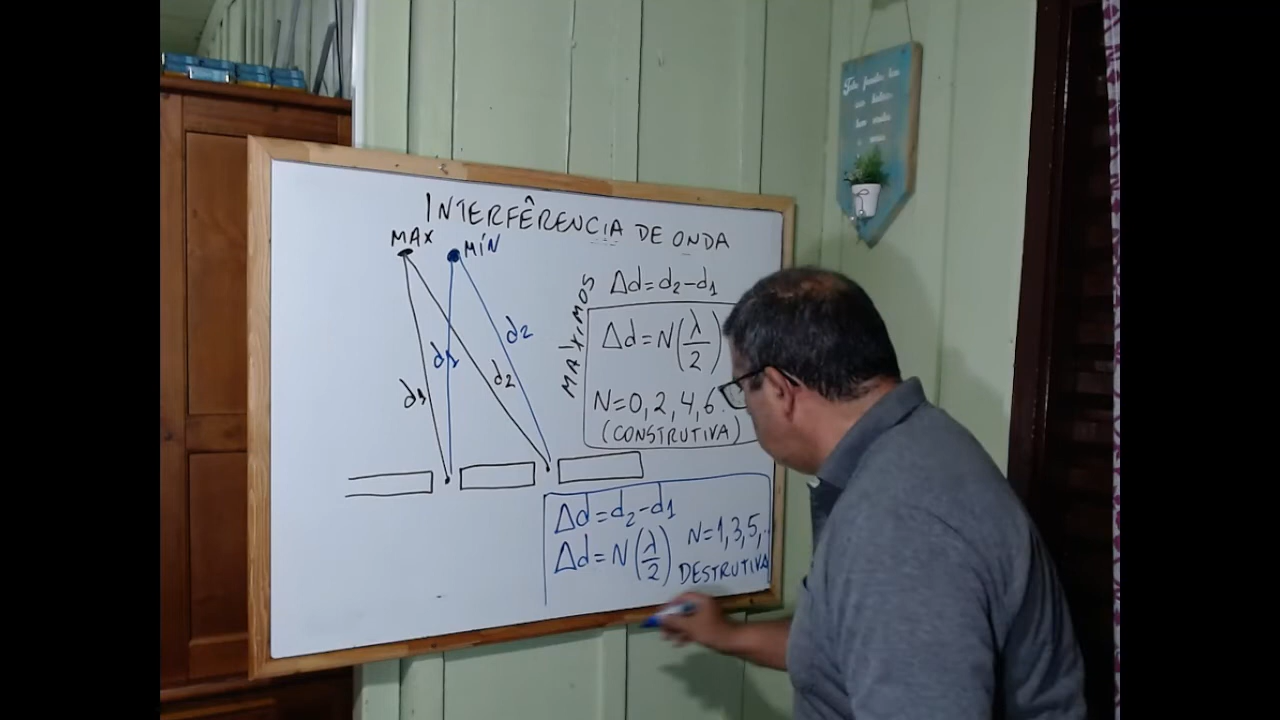 INTERFÊRENCIA DE ONDA
MAX
MÍN
d1
d1
d2
d2
MÁXIMOS
Δd=d2-d1
Δd=N(λ/2)
N=0,2,4,6.
(CONSTRUTIVA)
Δd=d2-d1
Δd=N(λ/2)
N=1,3,5,..
DESTRUTIVA